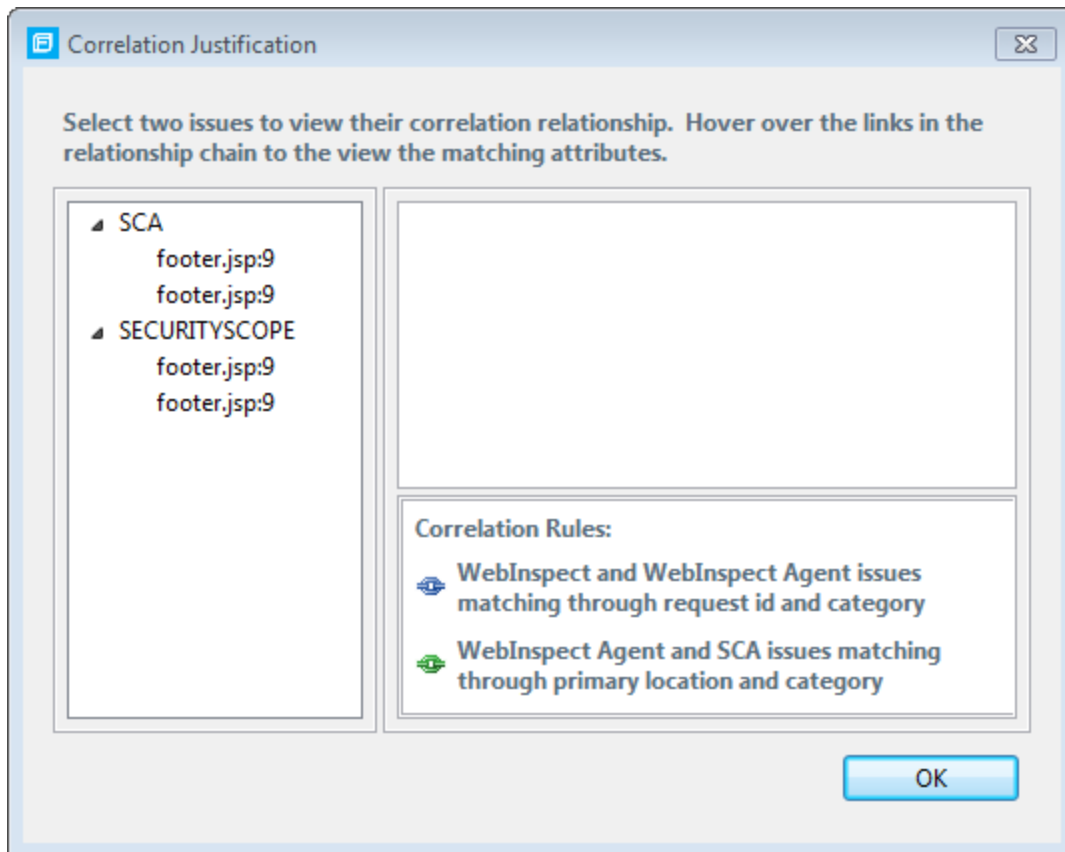 Correlation Justification
Select two issues to view their correlation relationship.  Hover over the links in the
relationship chain to the view the matching attributes.
SCA
footer.jsp:9
footer.jsp:9
SECURITYSCOPE
footer.jsp:9
footer.jsp:9
Correlation Rules:
WebInspect and WebInspect Agent issues
matching through request id and category
WebInspect Agent and SCA issues matching
through primary location and category
OK